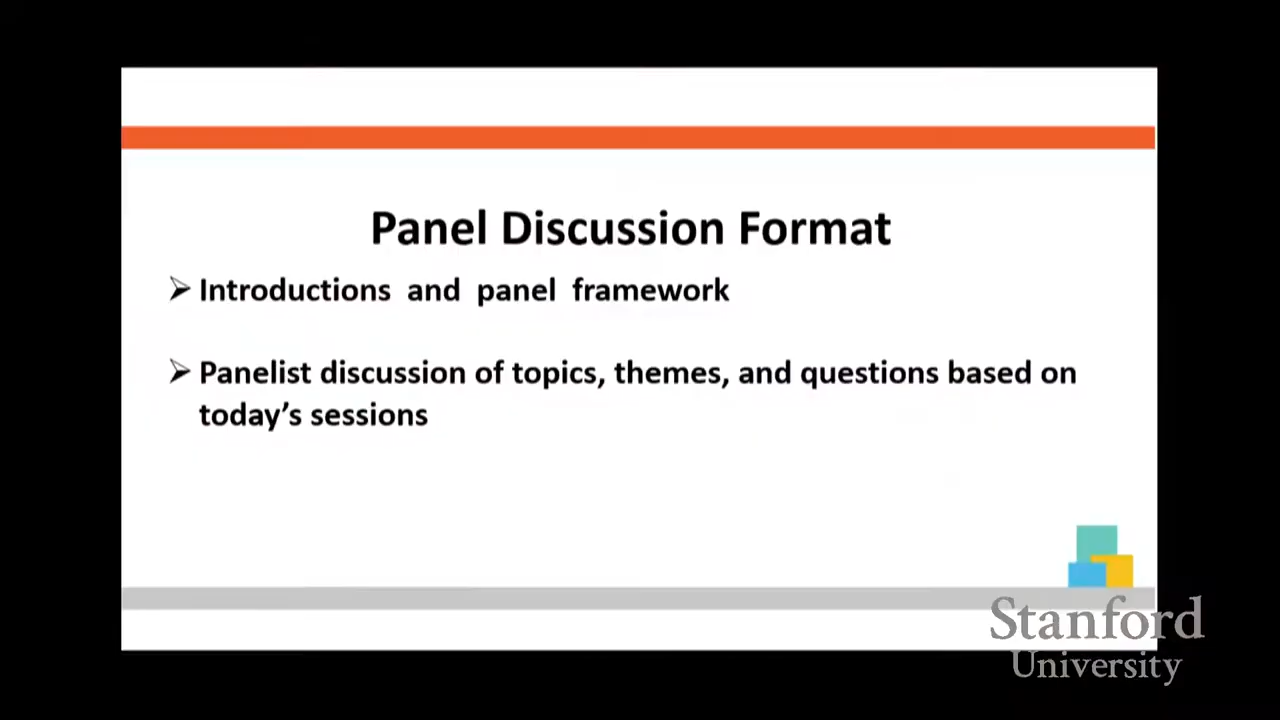 Panel Discussion Format
➢ Introductions and panel framework
➢ Panelist discussion of topics, themes, and questions based on
today’s sessions
Stanford
University